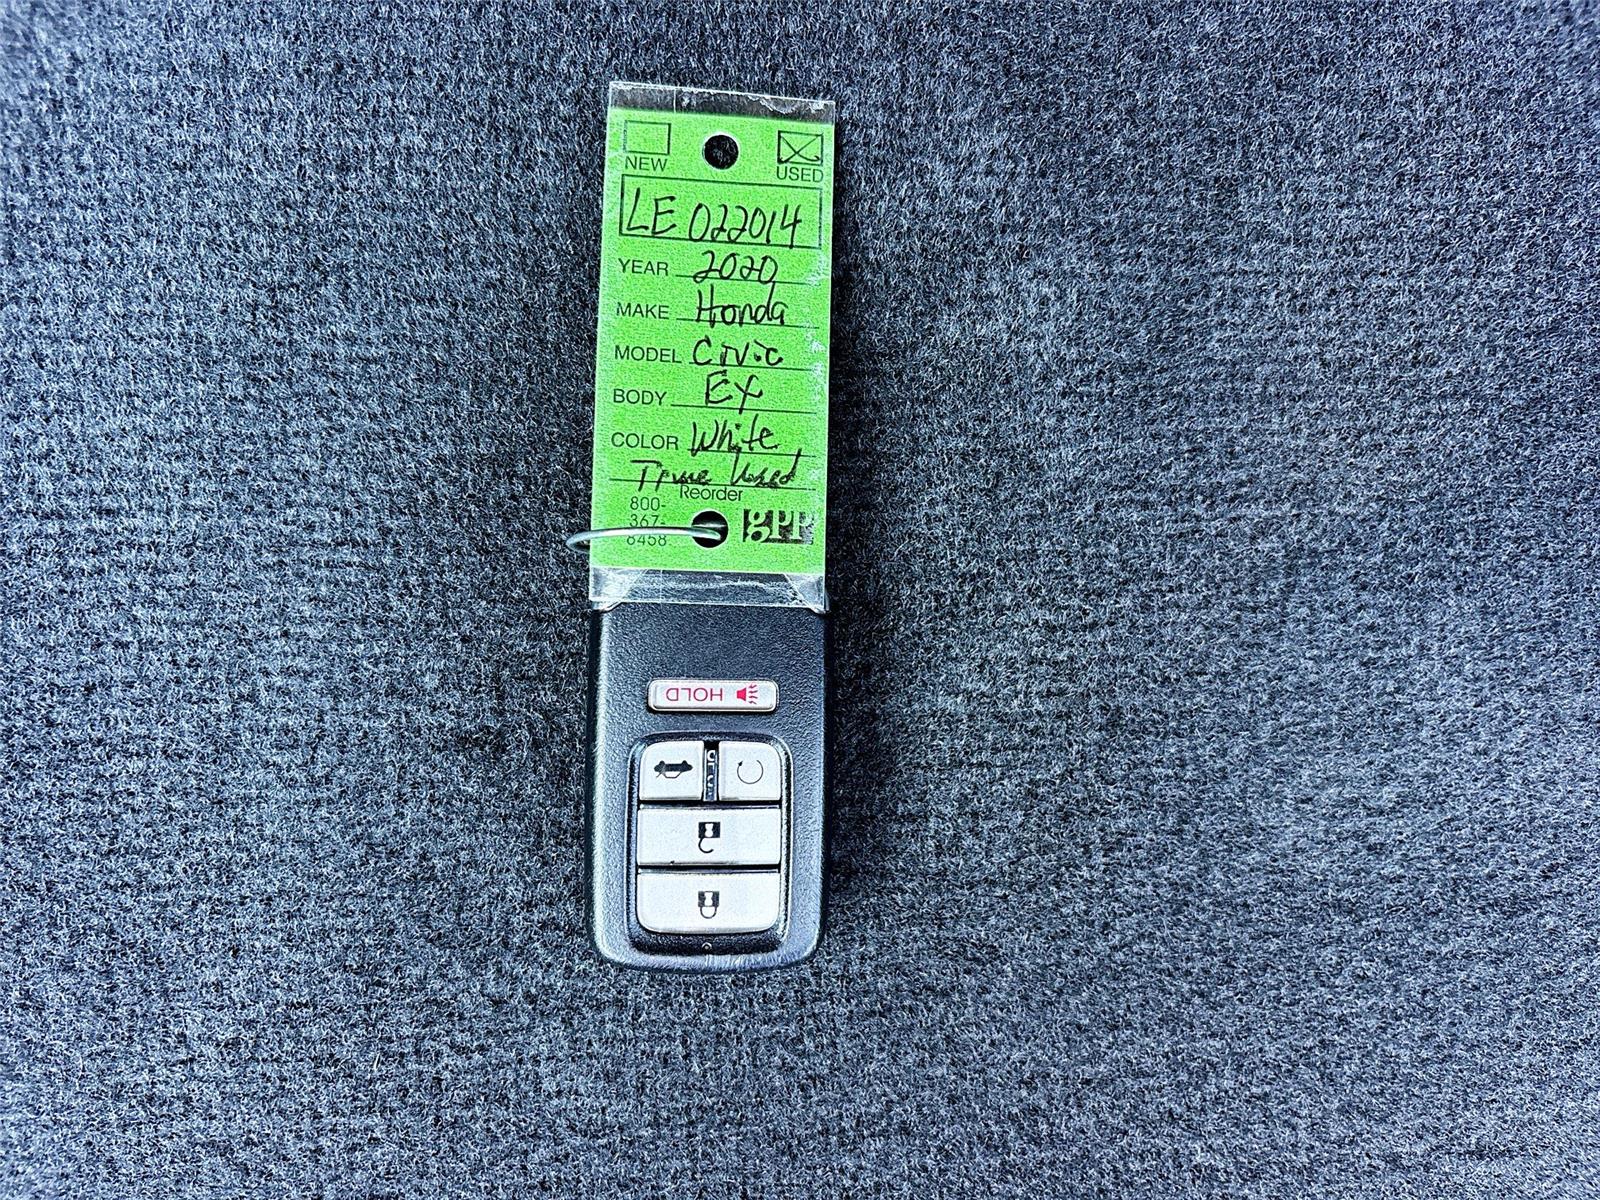 NEW
USED
LE 022014
YEAR 2020
MAKE Honda
MODEL Civic
BODY EX
COLOR White
True Used
Reorder
800-
367-
8458
gpp
HOLD